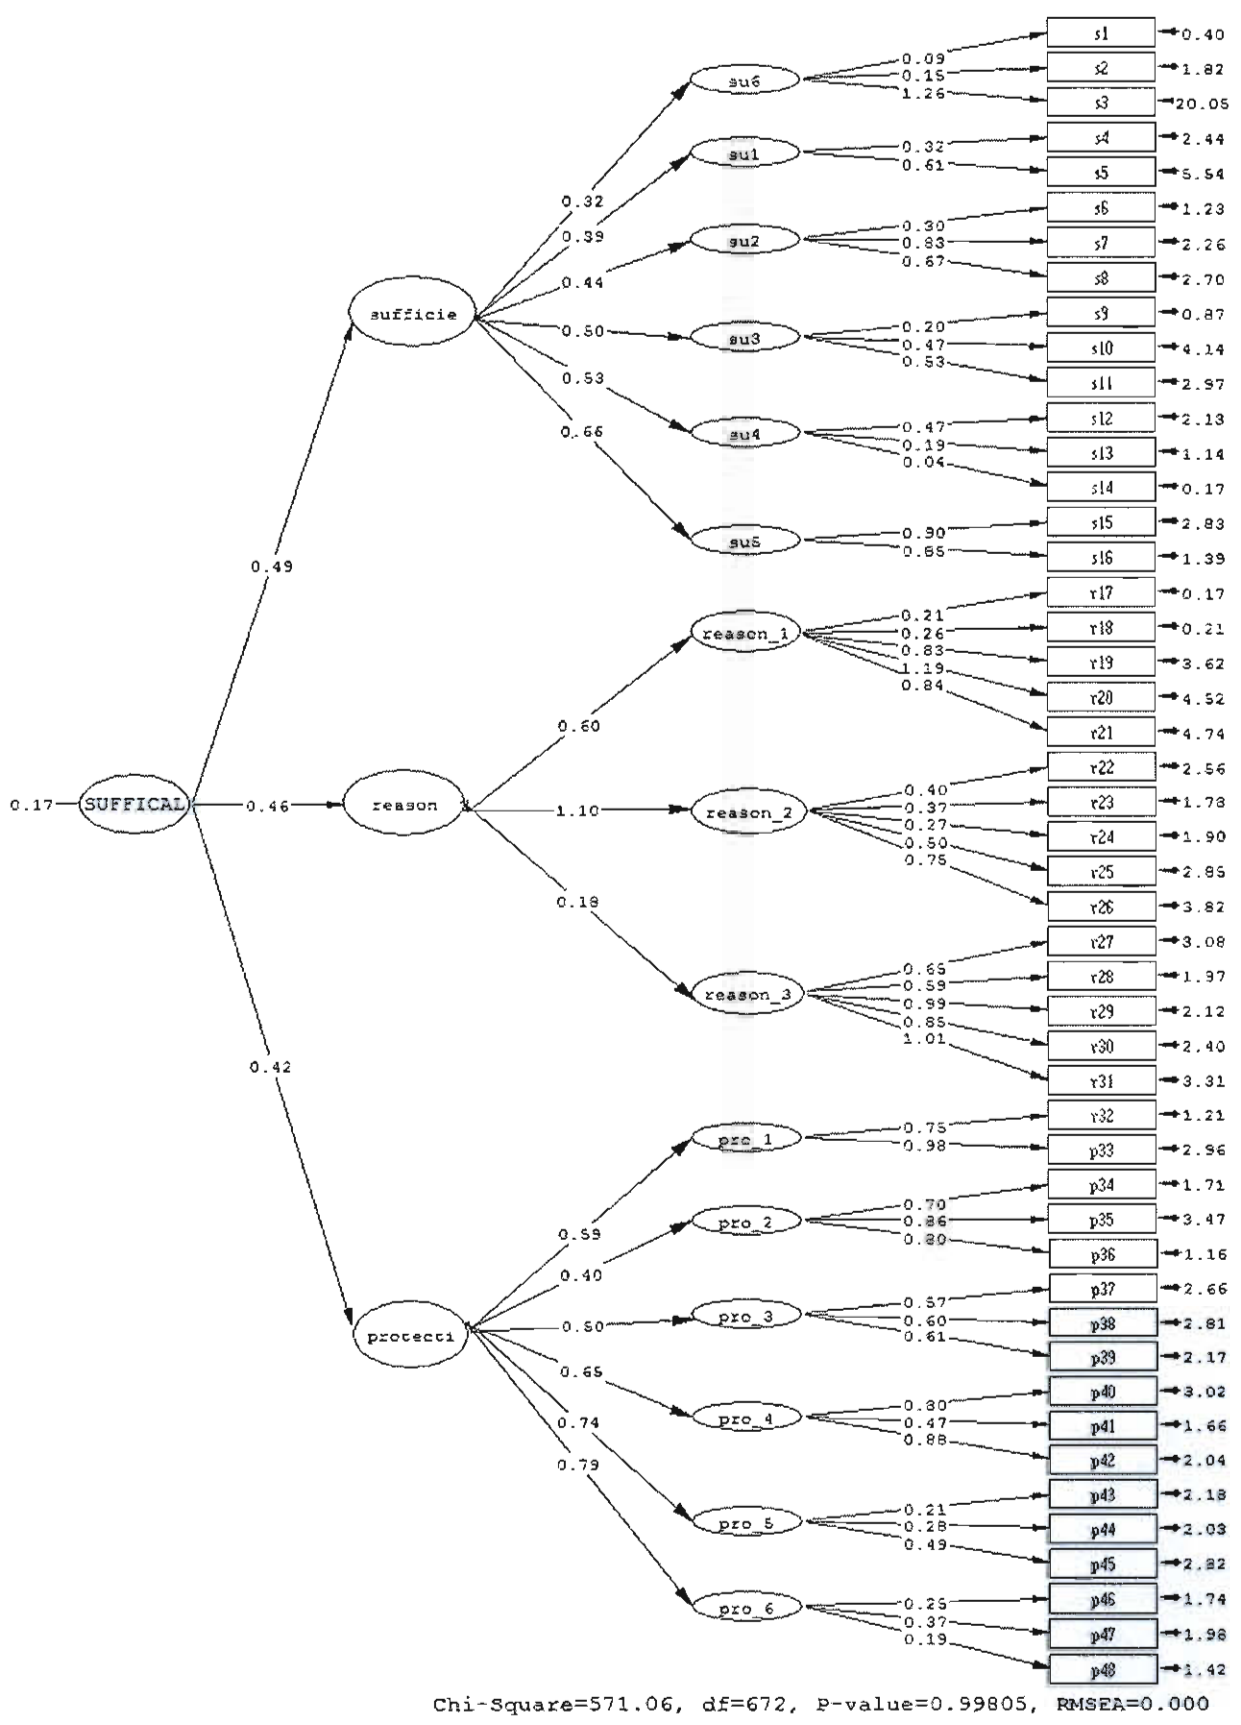 s1 0.40
0.09
su6 0.15 s2 1.82
1.26 s3 20.05
s4 2.44
0.32
su1 0.61 s5 5.54
s6 1.23
0.32
0.30
0.39 su2 0.83 s7 2.26
0.67
0.44 s8 2.70
sufficie s9 0.87
0.50 su3 0.20
0.47 s10 4.14
0.53
0.53 s11 2.97
s12 2.13
0.66 su4 0.47
0.19 s13 1.14
0.04
s14 0.17
s15 2.83
su5 0.90
0.85 s16 1.39
0.49
r17 0.17
0.21
reason_1 0.26 r18 0.21
0.83 r19 3.62
1.19
0.84 r20 4.52
0.60 r21 4.74
r22 2.56
0.40
0.17 SUFFICAL 0.46 reason 1.10 reason_2 0.37 r23 1.78
0.27 r24 1.90
0.50
0.75 r25 2.85
0.18 r26 3.82
r27 3.08
0.65
reason_3 0.59 r28 1.97
0.99 r29 2.12
0.85
1.01 r30 2.40
0.42 r31 3.31
r32 1.21
0.75
pro_1 0.98 p33 2.96
p34 1.71
0.70
0.59 pro_2 0.86 p35 3.47
0.80
0.40 p36 1.16
p37 2.66
0.57
0.50 pro_3 0.60 p38 2.81
0.61
protecti p39 2.17
0.65 p40 3.02
0.80
0.74 pro_4 0.47 p41 1.66
0.88
0.79 p42 2.04
p43 2.18
0.21
pro_5 0.28 p44 2.03
0.49
p45 2.82
p46 1.74
pro_6 0.25
0.37 p47 1.98
0.19
p48 1.42
Chi-Square=571.06, df=672, P-value=0.99805, RMSEA=0.000